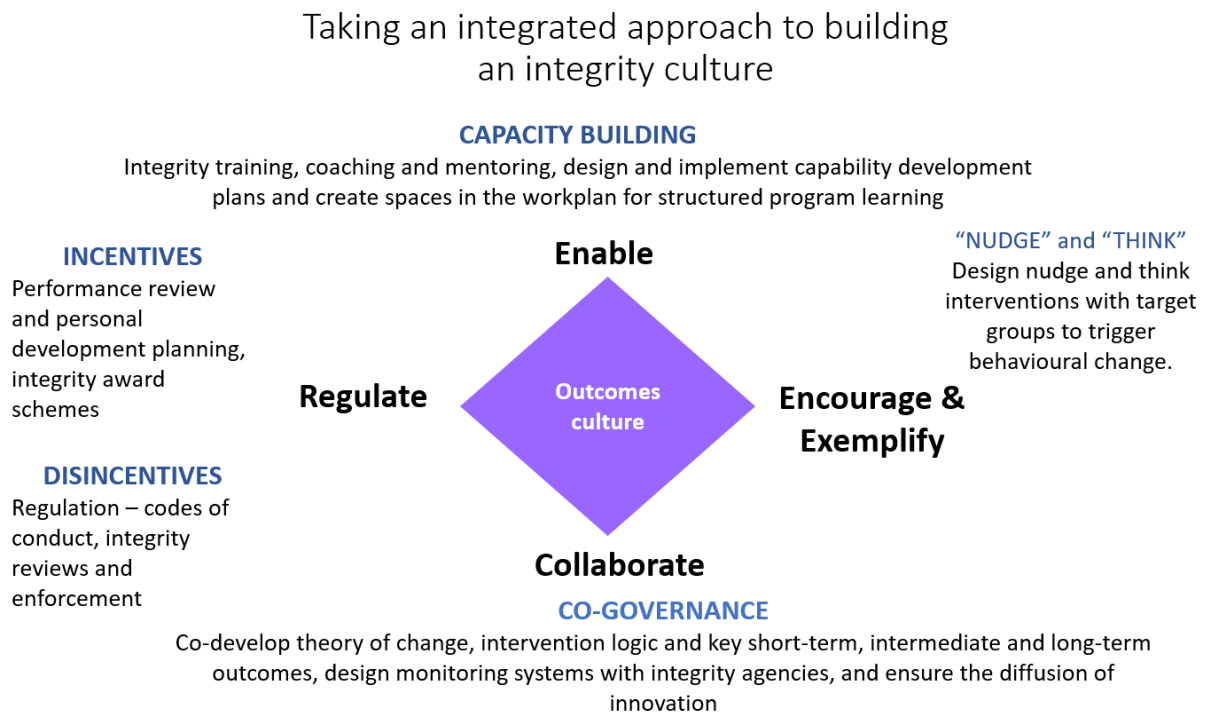 Taking an integrated approach to building
an integrity culture
CAPACITY BUILDING
Integrity training, coaching and mentoring, design and implement capability development
plans and create spaces in the workplan for structured program learning
Enable
INCENTIVES
Performance review
and personal
development planning,
integrity award
schemes
“NUDGE” and “THINK”
Design nudge and think
interventions with target
groups to trigger
behavioural change.
Regulate
Outcomes
culture
Encourage &
Exemplify
DISINCENTIVES
Regulation – codes of
conduct, integrity
reviews and
enforcement
Collaborate
CO-GOVERNANCE
Co-develop theory of change, intervention logic and key short-term, intermediate and long-term
outcomes, design monitoring systems with integrity agencies, and ensure the diffusion of
innovation